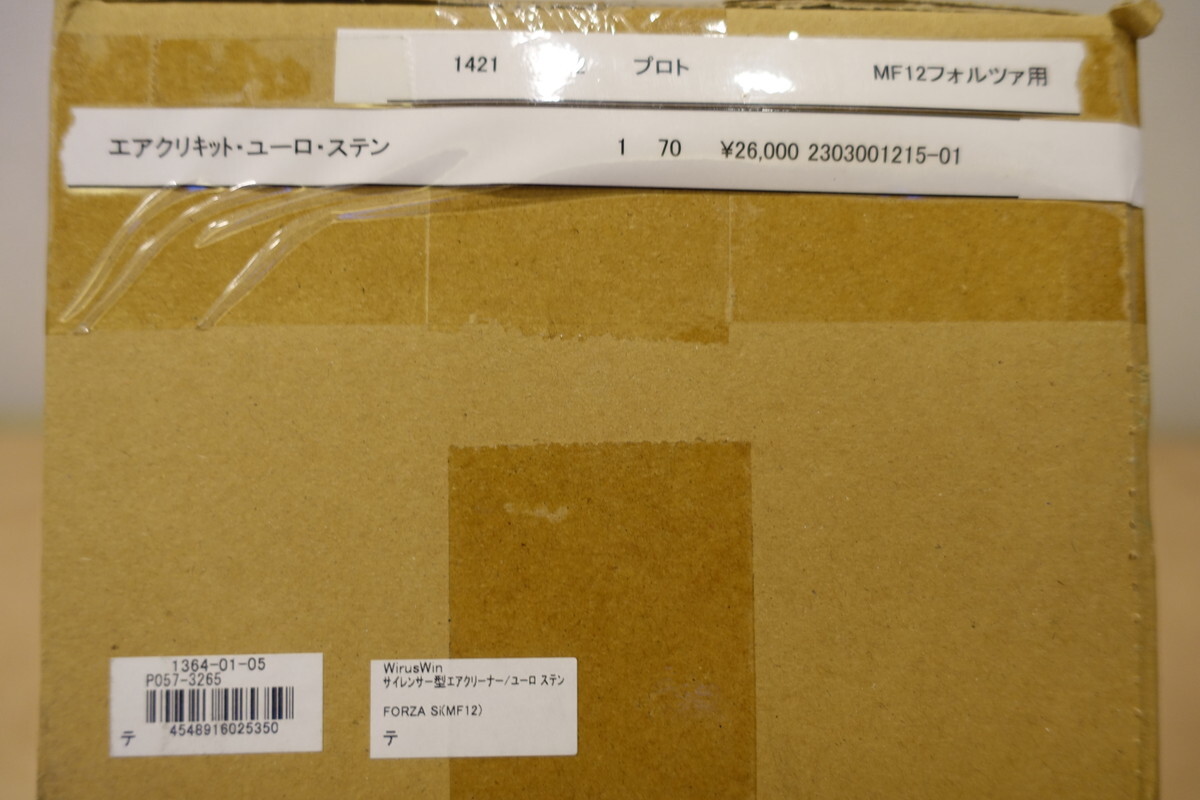 1421 プロト MF12フォルツァ用
エアクリキット・ユーロ・ステン 1 70 ¥26,000 2303001215-01
1364-01-05
P057-3265
4548916025350
テ
WirusWin
サイレンサー型エアクリーナー/ユーロ ステン
FORZA Si(MF12)
テ